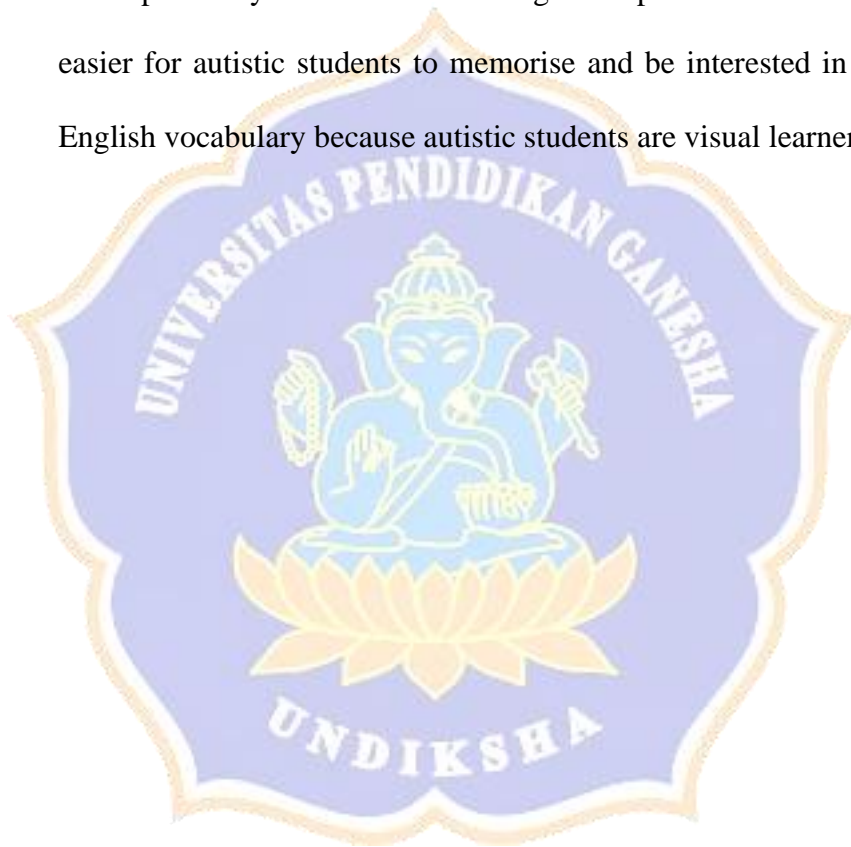 easier for autistic students to memorise and be interested in
English vocabulary because autistic students are visual
UNIVERSITAS PENDIDIKAN GANESHA
UNDIKSHA